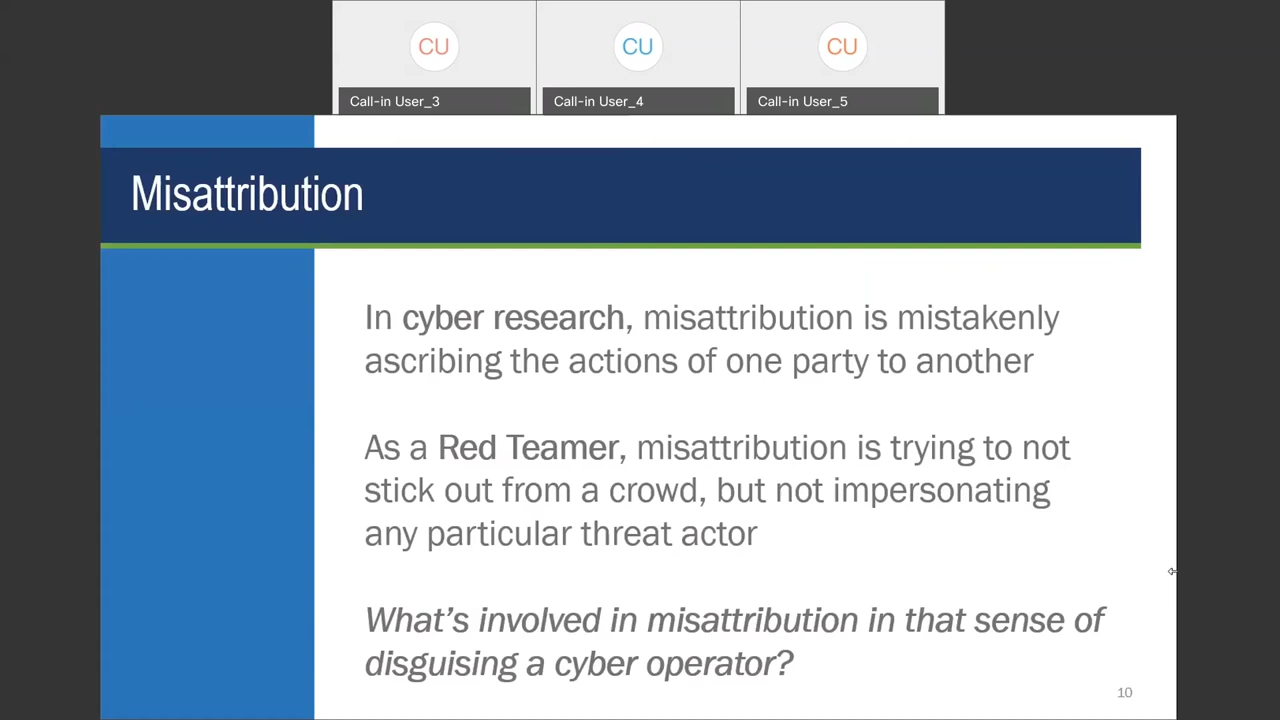 CU
CU
CU
Call-in User_3
Call-in User_4
Call-in User_5
Misattribution
In cyber research, misattribution is mistakenly
ascribing the actions of one party to another
As a Red Teamer, misattribution is trying to not
stick out from a crowd, but not impersonating
any particular threat actor
What's involved in misattribution in that sense of
disguising a cyber operator?
10